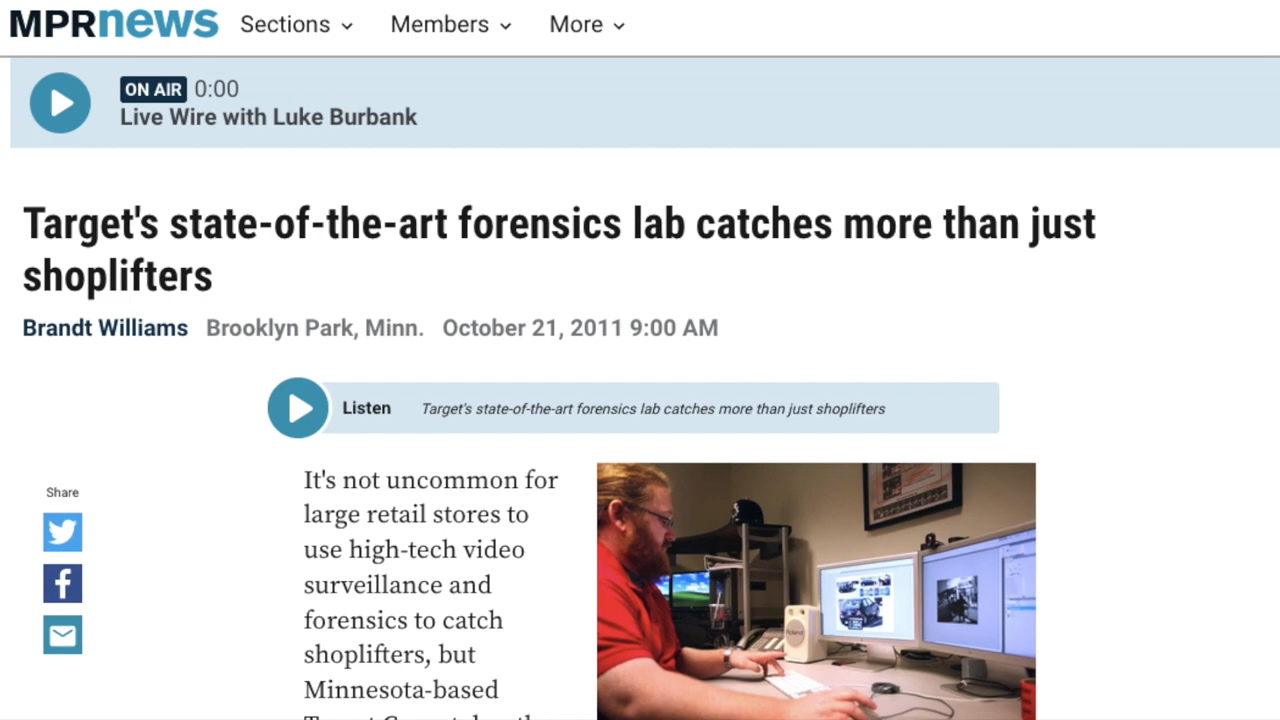 MPRnews Sections Members More
ON AIR 0:00
Live Wire with Luke Burbank
Target's state-of-the-art forensics lab catches more than just
shoplifters
Brandt Williams Brooklyn Park, Minn. October 21, 2011 9:00 AM
Listen Target's state-of-the-art forensics lab catches more than just shoplifters
Share
It's not uncommon for
large retail stores to
use high-tech video
surveillance and
forensics to catch
shoplifters, but
Minnesota-based